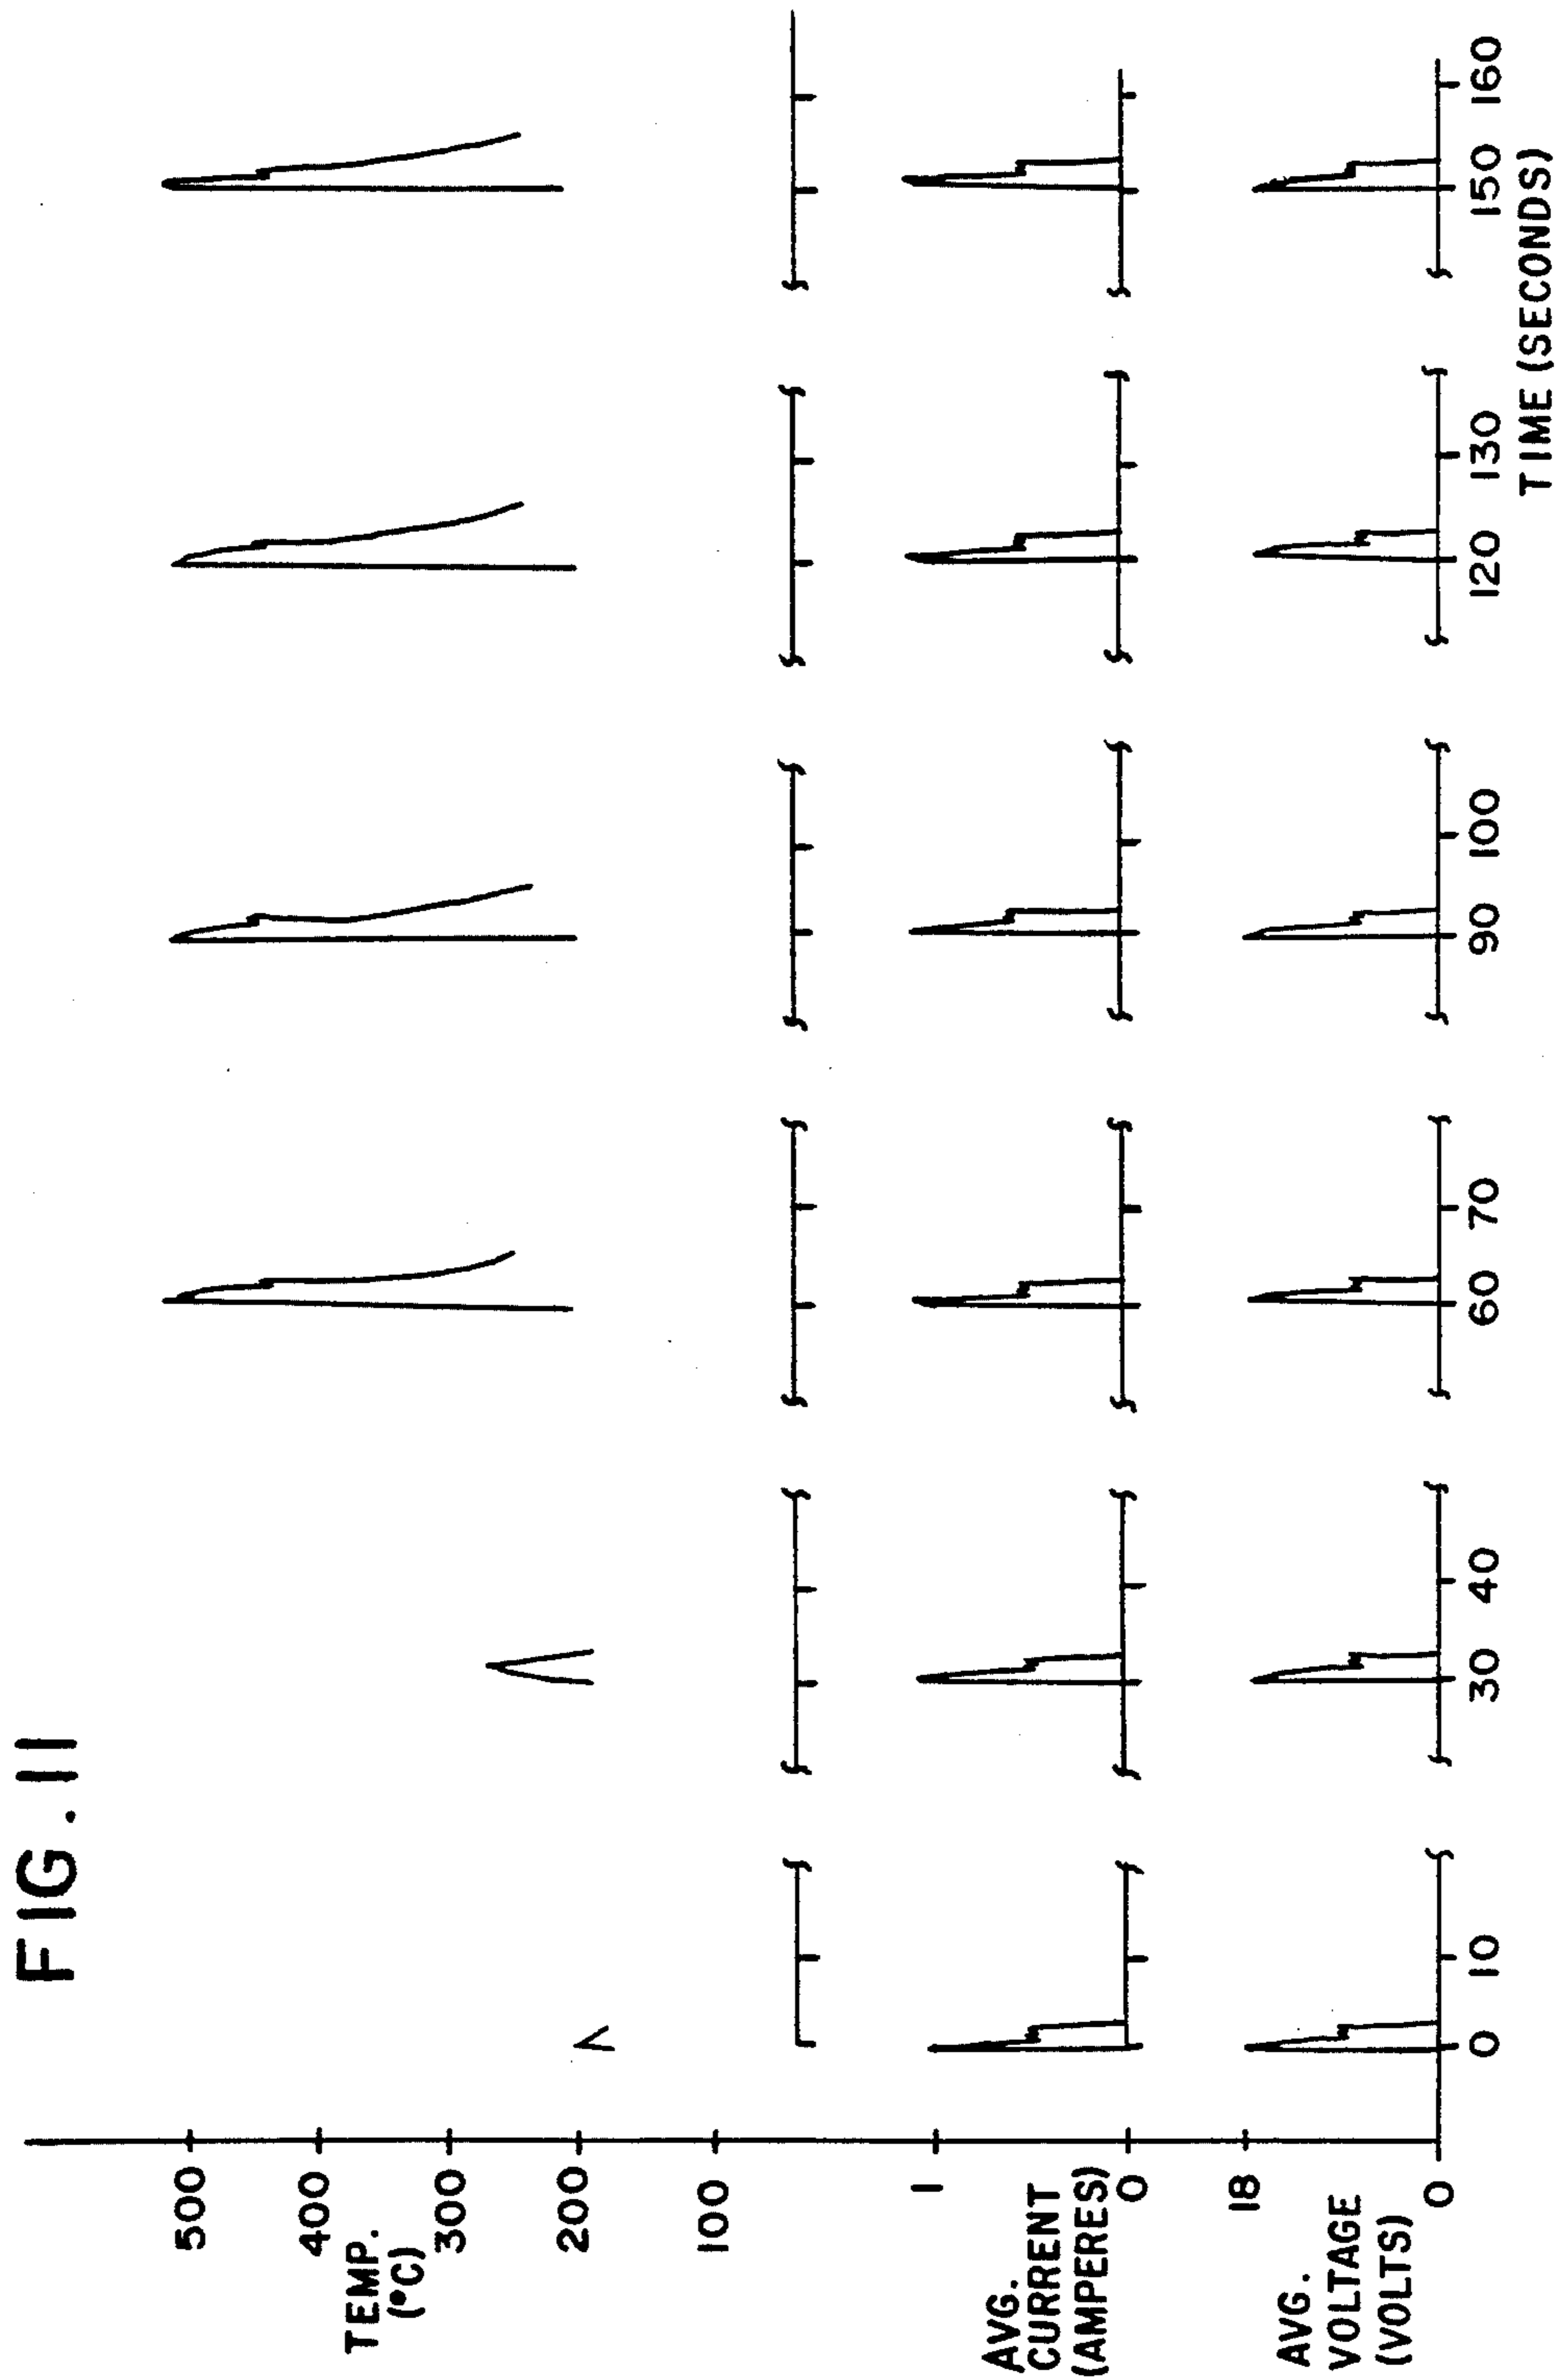 FIG. 11
500
400
TEMP.
(°C)
300
200
100
1
AVG.
CURRENT
(AMPERES)
0
18
AVG.
VOLTAGE
(VOLTS)
0
0 10 30 40 60 70 90 100 120 130 150 160
TIME (SECONDS)